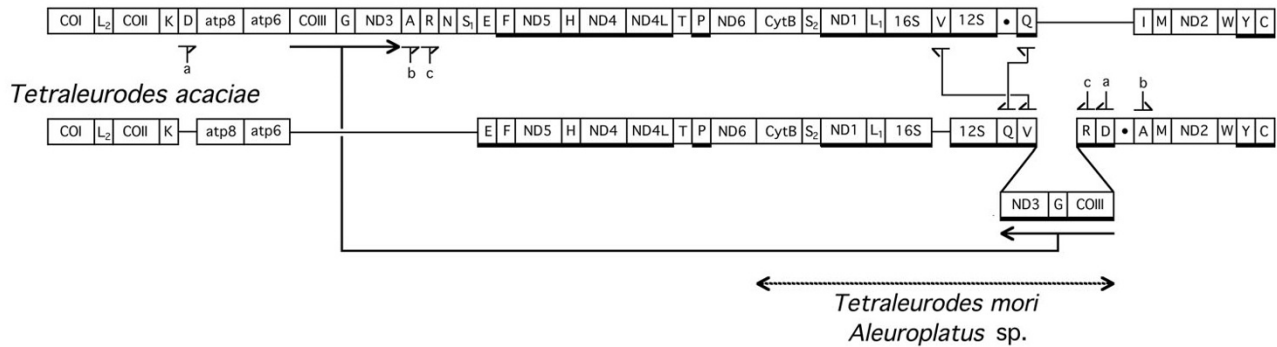 COI L2 COII K D atp8 atp6 COIII G ND3 A R N S1 E F ND5 H ND4 ND4L T P ND6 CytB S2 ND1 L1 16S V 12S • Q I M ND2 W Y C
a b c
Tetraleurodes acaciae
c a b
COI L2 COII K atp8 atp6 E F ND5 H ND4 ND4L T P ND6 CytB S2 ND1 L1 16S 12S Q V R D • A M ND2 W Y C
ND3 G COIII
Tetraleurodes mori
Aleuroplatus sp.